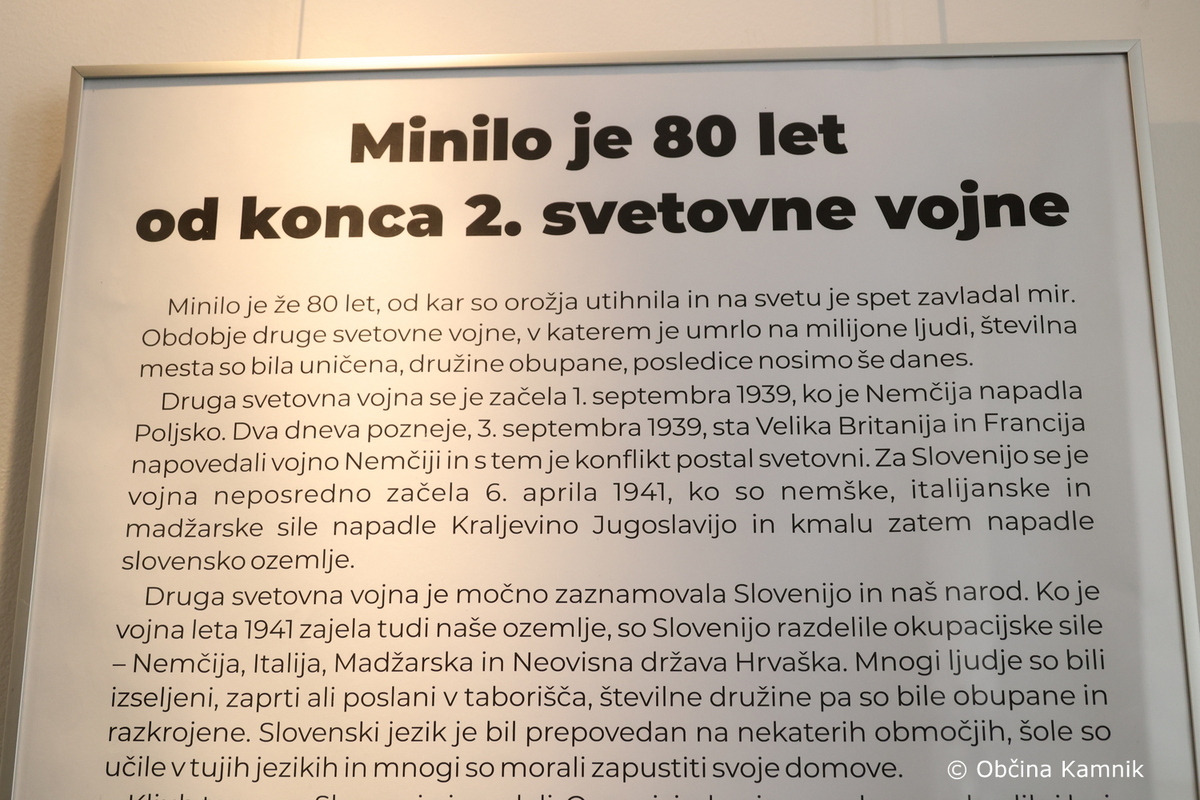 Minilo je 80 let
od konca 2. svetovne vojne
Minilo je že 80 let, od kar so orožja utihnila in na svetu je spet zavladal mir.
Obdobje druge svetovne vojne, v katerem je umrlo na milijone ljudi, številna
mesta so bila uničena, družine obupane, posledice nosimo še danes.
Druga svetovna vojna se je začela 1. septembra 1939, ko je Nemčija napadla
Poljsko. Dva dneva pozneje, 3. septembra 1939, sta Velika Britanija in Francija
napovedali vojno Nemčiji in s tem je konflikt postal svetovni. Za Slovenijo se je
vojna neposredno začela 6. aprila 1941, ko so nemške, italijanske in
madžarske sile napadle Kraljevino Jugoslavijo in kmalu zatem napadle
slovensko ozemlje.
Druga svetovna vojna je močno zaznamovala Slovenijo in naš narod. Ko je
vojna leta 1941 zajela tudi naše ozemlje, so Slovenijo razdelile okupacijske sile
– Nemčija, Italija, Madžarska in Neovisna država Hrvaška. Mnogi ljudje so bili
izseljeni, zaprti ali poslani v taborišča, številne družine pa so bile obupane in
razkrojene. Slovenski jezik je bil prepovedan na nekaterih območjih, šole so
učile v tujih jezikih in mnogi so morali zapustiti svoje domove.
© Občina Kamnik